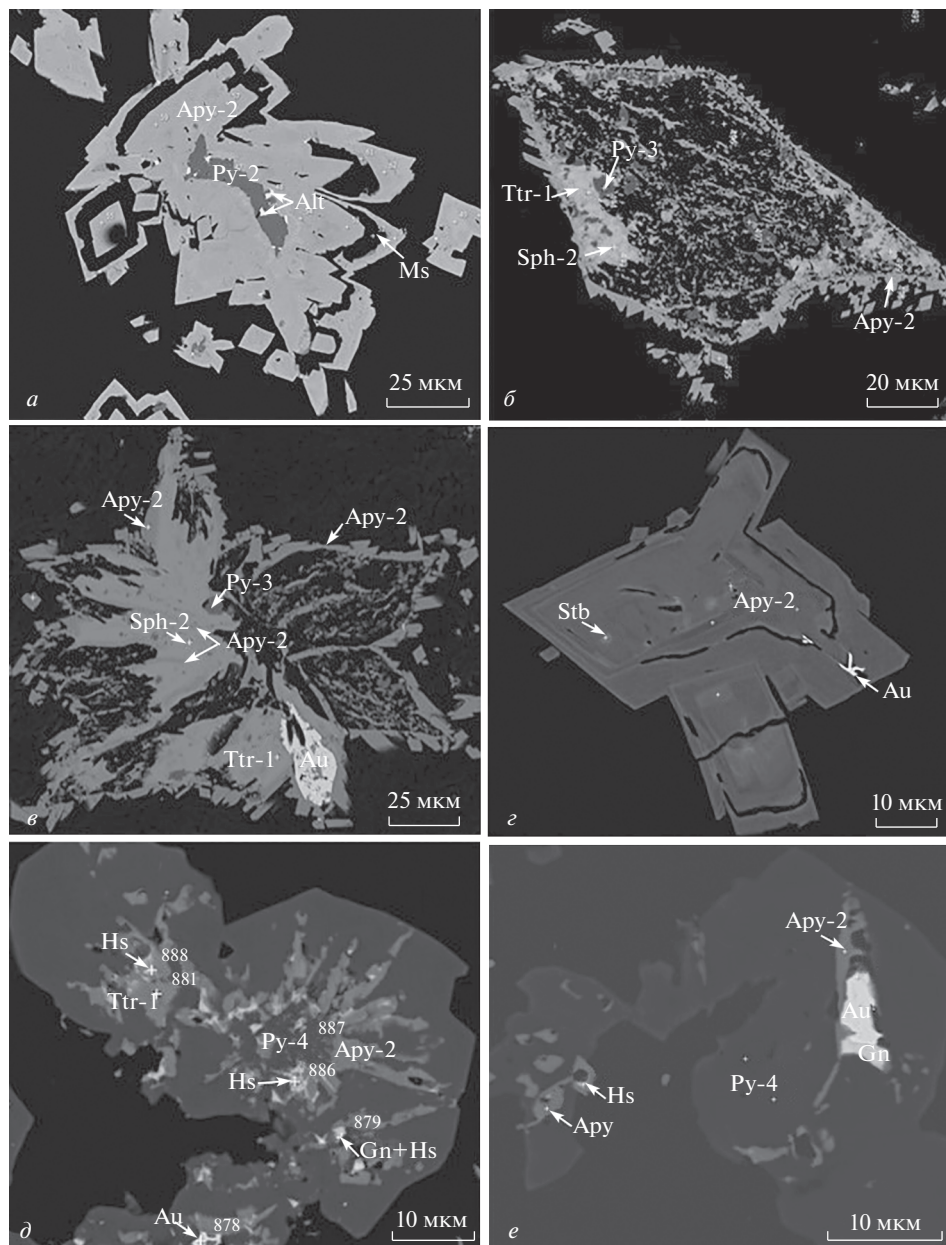 Apy-2
Py-2
Alt
Ms
25 мкм
а
Py-3
Ttr-1
Sph-2
Apy-2
20 мкм
б
Apy-2
Apy-2
Py-3
Sph-2
Apy-2
Ttr-1
Au
25 мкм
в
Apy-2
Stb
Au
10 мкм
г
Hs
888
881
Ttr-1
887
Py-4
Apy-2
886
Hs
879
Gn+Hs
Au
878
10 мкм
д
Apy-2
Au
Gn
Py-4
Hs
Apy
10 мкм
е